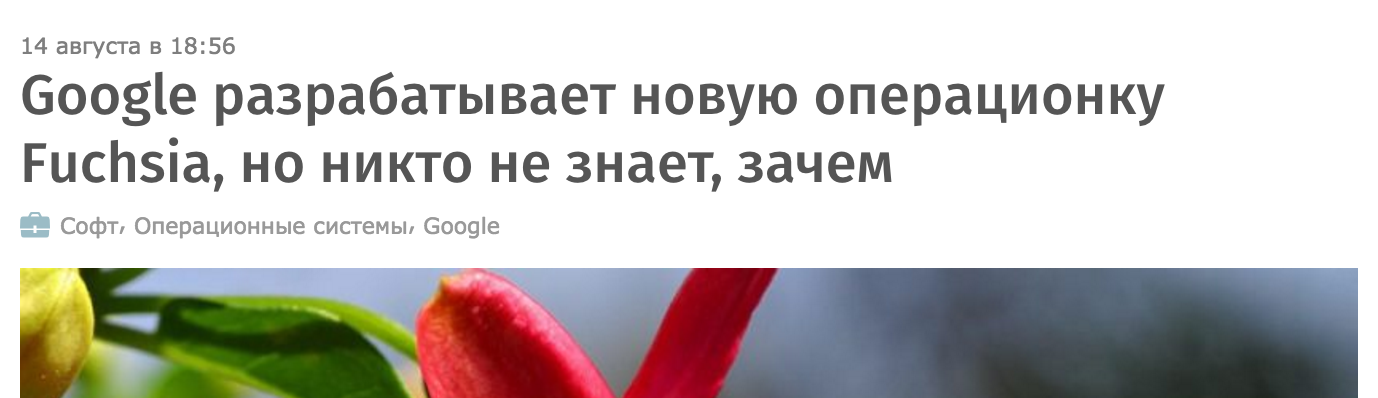 14 августа в 18:56
Google разрабатывает новую операционку
Fuchsia, но никто не знает, зачем
Софт, Операционные системы, Google